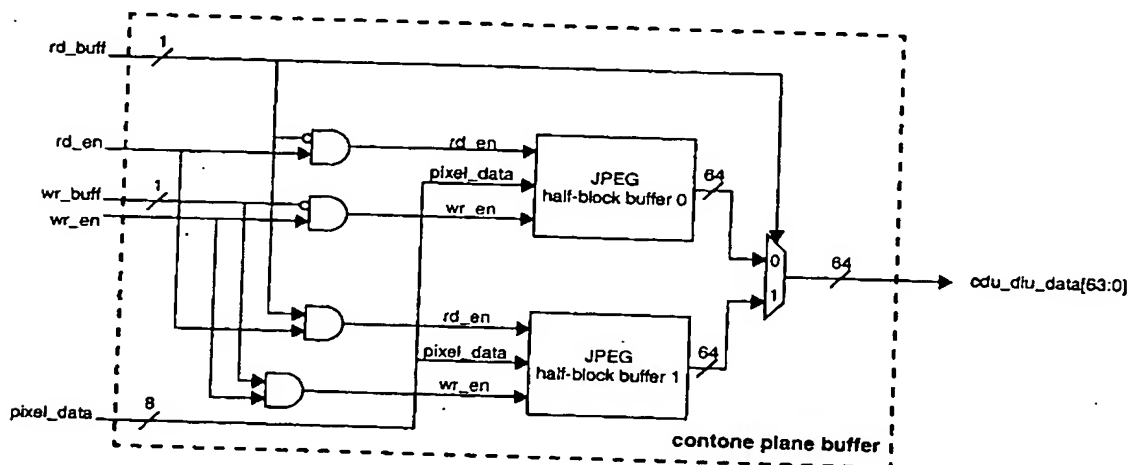 rd_buff 1
rd_en
wr_buff 1
wr_en
rd_en
pixel_data
wr_en
JPEG
half-block buffer 0
64
0
1
64
cdu_diu_data[63:0]
rd_en
pixel_data
wr_en
JPEG
half-block buffer 1
64
pixel_data 8
contone plane buffer